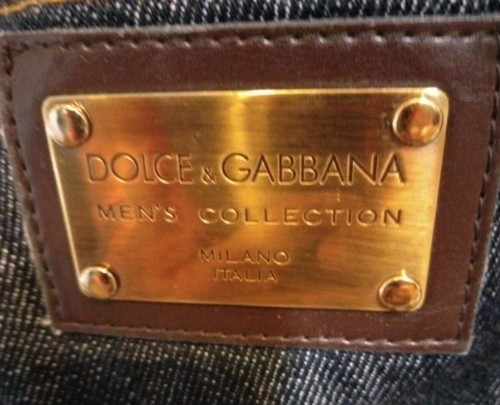 DOLCE & GABBANA
MEN'S COLLECTION
MILANO
ITALIA